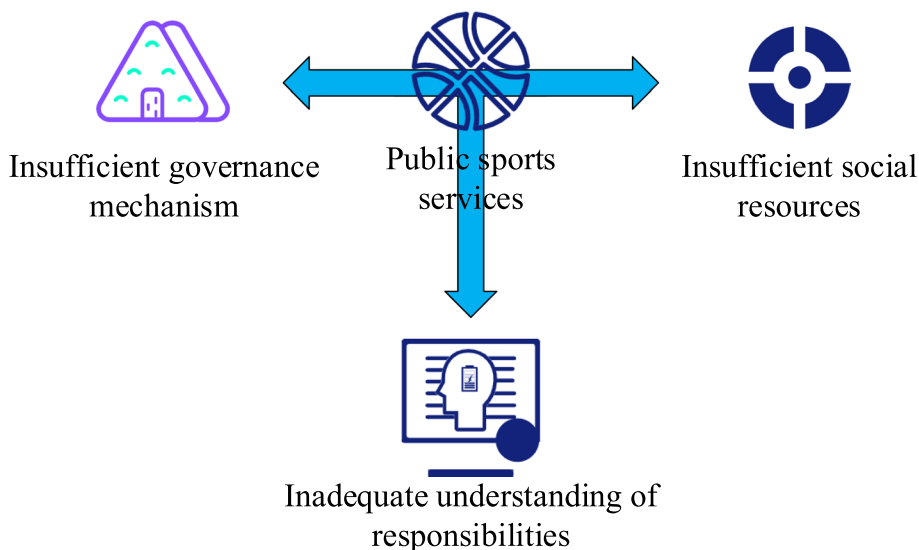 Insufficient governance
mechanism
Public sports
services
Insufficient social
resources
Inadequate understanding of
responsibilities